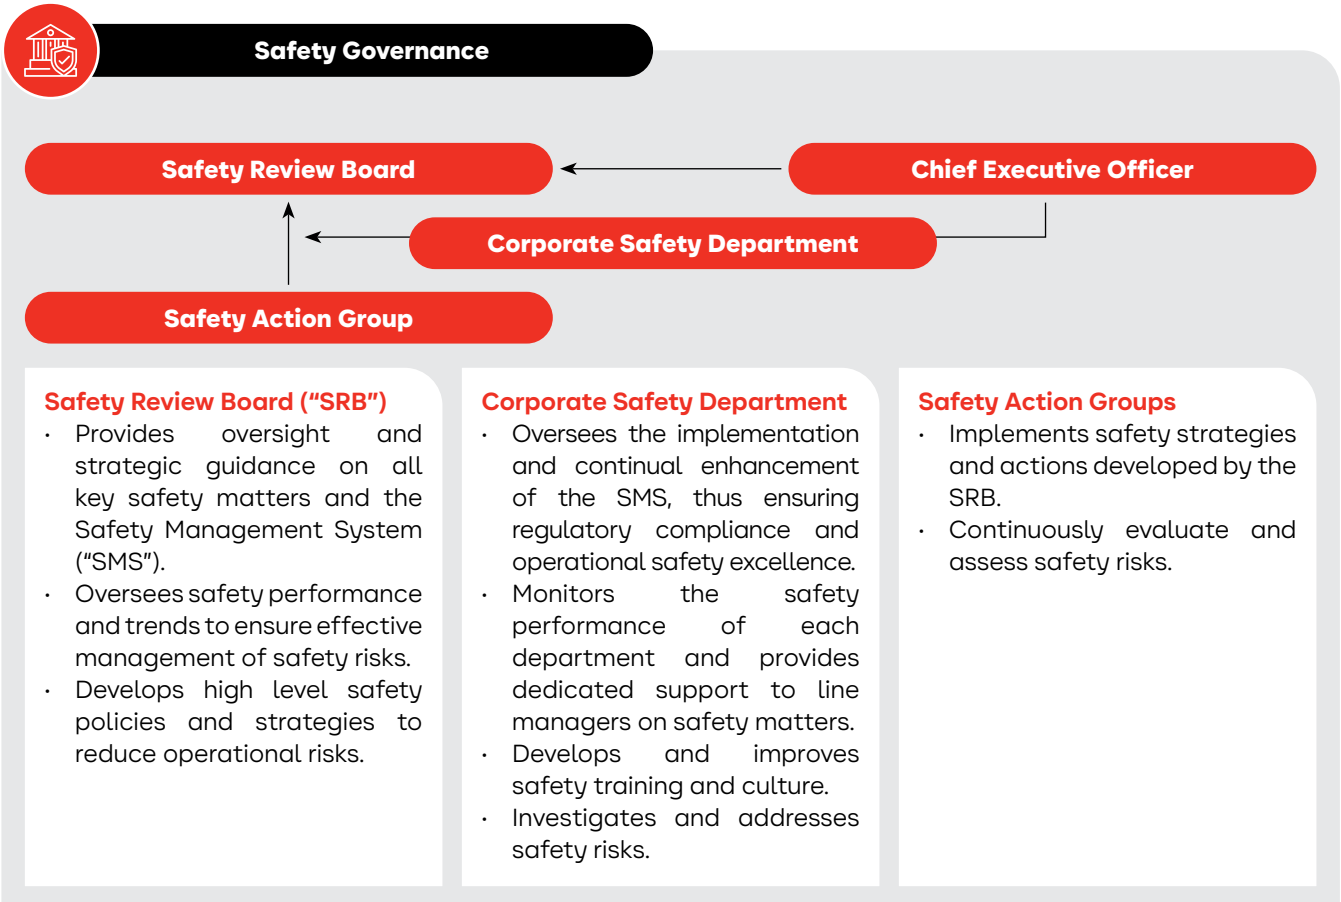 Safety Governance
Safety Review Board
Chief Executive Officer
Corporate Safety Department
Safety Action Group
Safety Review Board (“SRB”)
· Provides oversight and
strategic guidance on all
key safety matters and the
Safety Management System
(“SMS”).
· Oversees safety performance
and trends to ensure effective
management of safety risks.
· Develops high level safety
policies and strategies to
reduce operational risks.
Corporate Safety Department
· Oversees the implementation
and continual enhancement
of the SMS, thus ensuring
regulatory compliance and
operational safety excellence.
· Monitors the safety
performance of each
department and provides
dedicated support to line
managers on safety matters.
· Develops and improves
safety training and culture.
· Investigates and addresses
safety risks.
Safety Action Groups
· Implements safety strategies
and actions developed by the
SRB.
· Continuously evaluate and
assess safety risks.